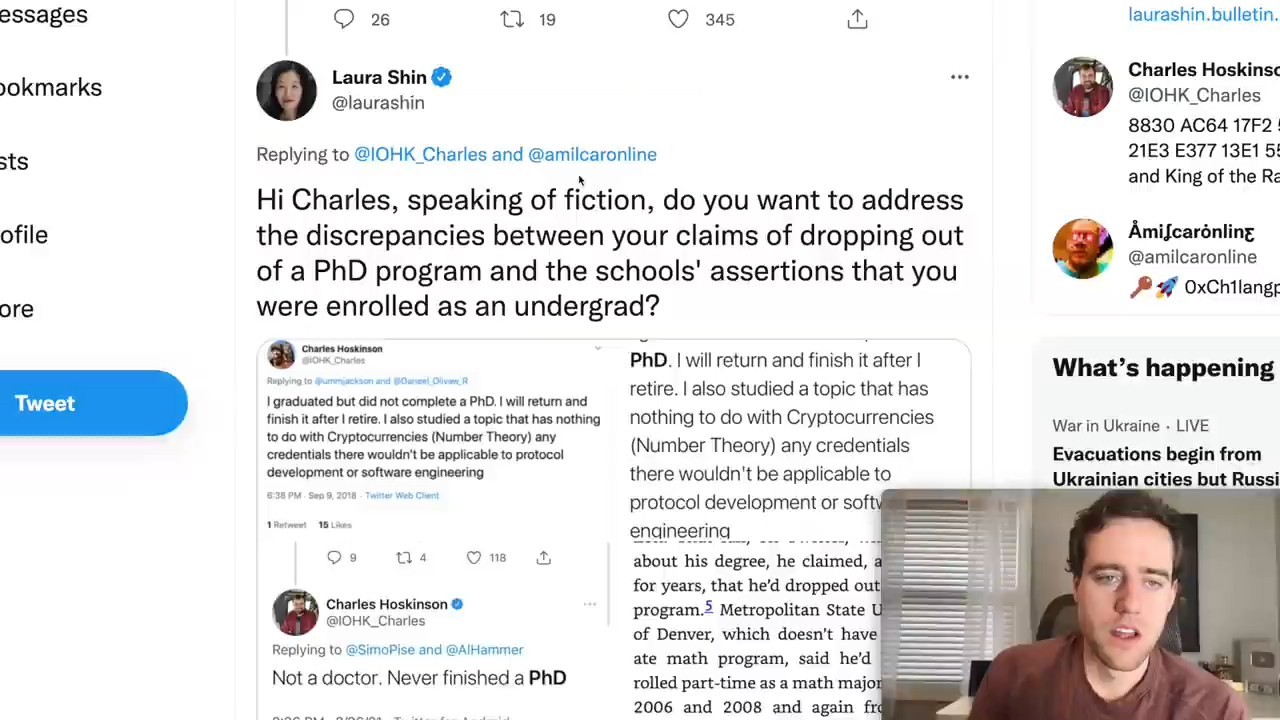 essages
ookmarks
sts
ofile
ore
Tweet
26 19 345
Laura Shin
@laurashin
Replying to @IOHK_Charles and @amilcaronline
Hi Charles, speaking of fiction, do you want to address
the discrepancies between your claims of dropping out
of a PhD program and the schools' assertions that you
were enrolled as an undergrad?
Charles Hoskinson
@IOHK_Charles
Replying to @ummjackson and @Daneel_Olivaw_R
I graduated but did not complete a PhD. I will return and
finish it after I retire. I also studied a topic that has nothing
to do with Cryptocurrencies (Number Theory) any
credentials there wouldn't be applicable to protocol
development or software engineering
6:38 PM · Sep 9, 2018 · Twitter Web Client
1 Retweet 15 Likes
9 4 118
Charles Hoskinson
@IOHK_Charles
Replying to @SimoPise and @AlHammer
Not a doctor. Never finished a PhD
PhD. I will return and finish it after I
retire. I also studied a topic that has
nothing to do with Cryptocurrencies
(Number Theory) any credentials
there wouldn't be applicable to
protocol development or softw
engineering
about his degree, he claimed, a
for years, that he'd dropped out
program.5 Metropolitan State U
of Denver, which doesn't have
ate math program, said he'd
rolled part-time as a math major
2006 and 2008 and again fro
laurashin.bulletin.
Charles Hoskinso
@IOHK_Charles
8830 AC64 17F2
21E3 E377 13E1 55
and King of the Ra
@amilcaronline
0xCh1langp
What's happening
War in Ukraine · LIVE
Evacuations begin from
Ukrainian cities but Russi